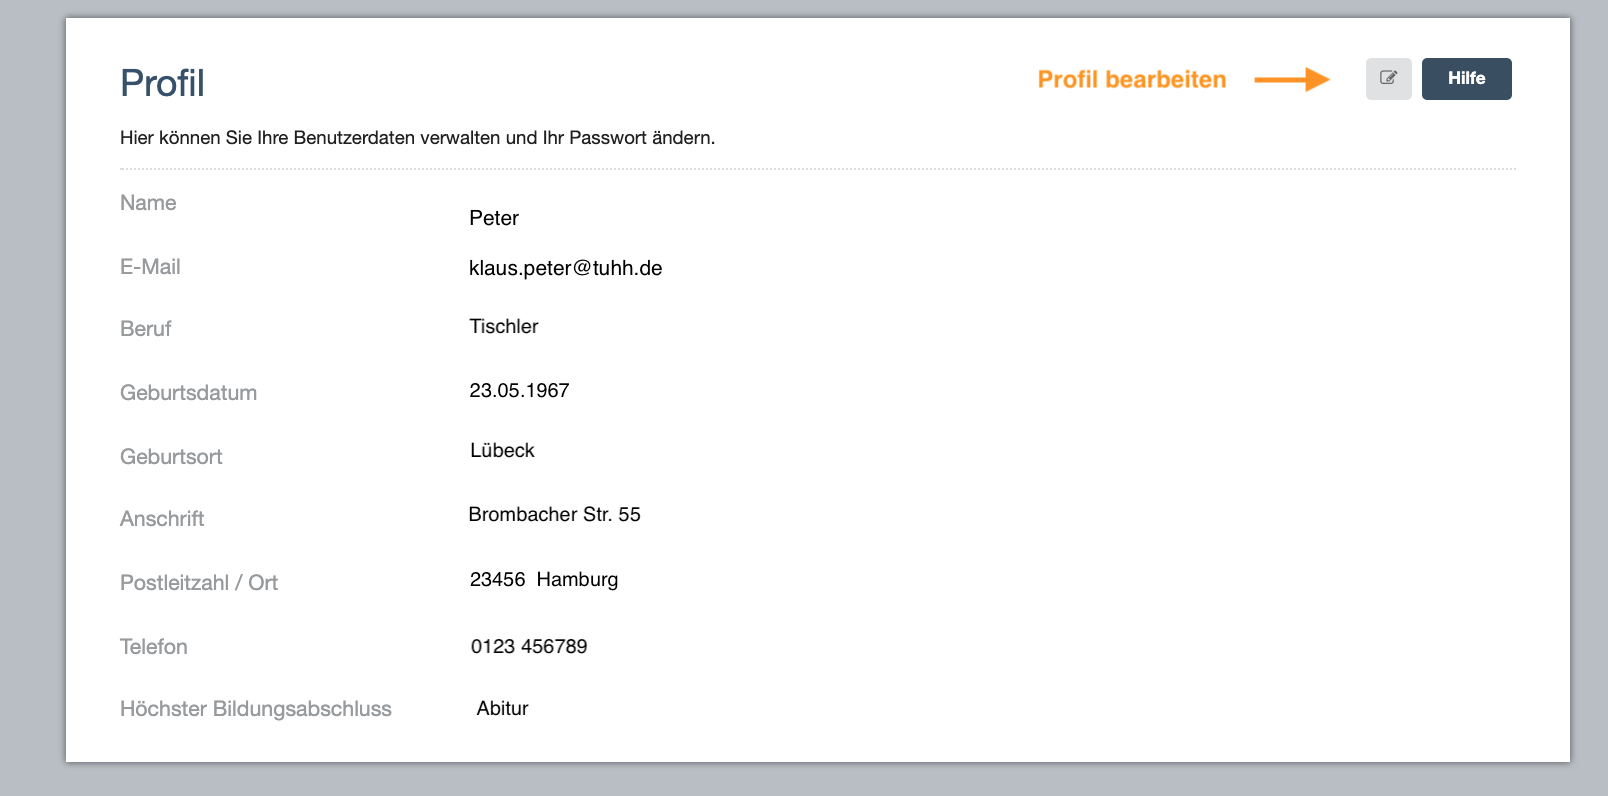 Profil
Profil bearbeiten
Hilfe
Hier können Sie Ihre Benutzerdaten verwalten und Ihr Passwort ändern.
Name
Peter
E-Mail
klaus.peter@tuhh.de
Beruf
Tischler
Geburtsdatum
23.05.1967
Geburtsort
Lübeck
Anschrift
Brombacher Str. 55
Postleitzahl / Ort
23456 Hamburg
Telefon
0123 456789
Höchster Bildungsabschluss
Abitur